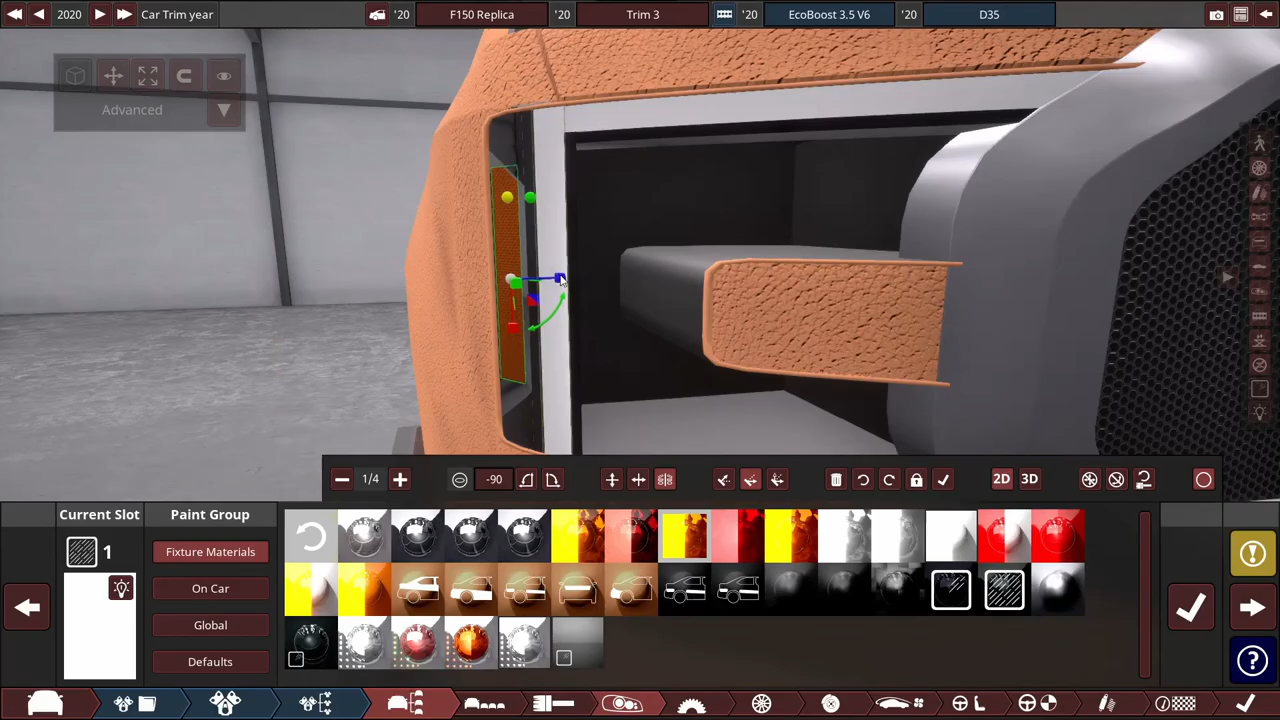 2020 Car Trim year '20 F150 Replica '20 Trim 3 '20 EcoBoost 3.5 V6 '20 D35
Advanced
1/4 -90 2D 3D
Current Slot Paint Group
1 Fixture Materials
On Car
Global
Defaults